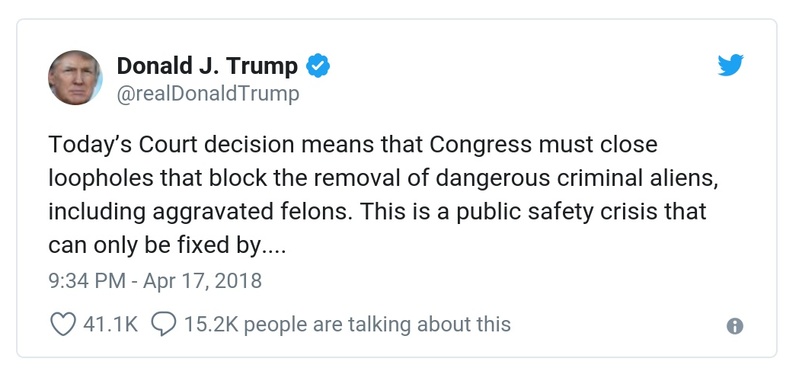 Donald J. Trump
@realDonaldTrump
Today’s Court decision means that Congress must close
loopholes that block the removal of dangerous criminal aliens,
including aggravated felons. This is a public safety crisis that
can only be fixed by....
9:34 PM - Apr 17, 2018
41.1K 15.2K people are talking about this